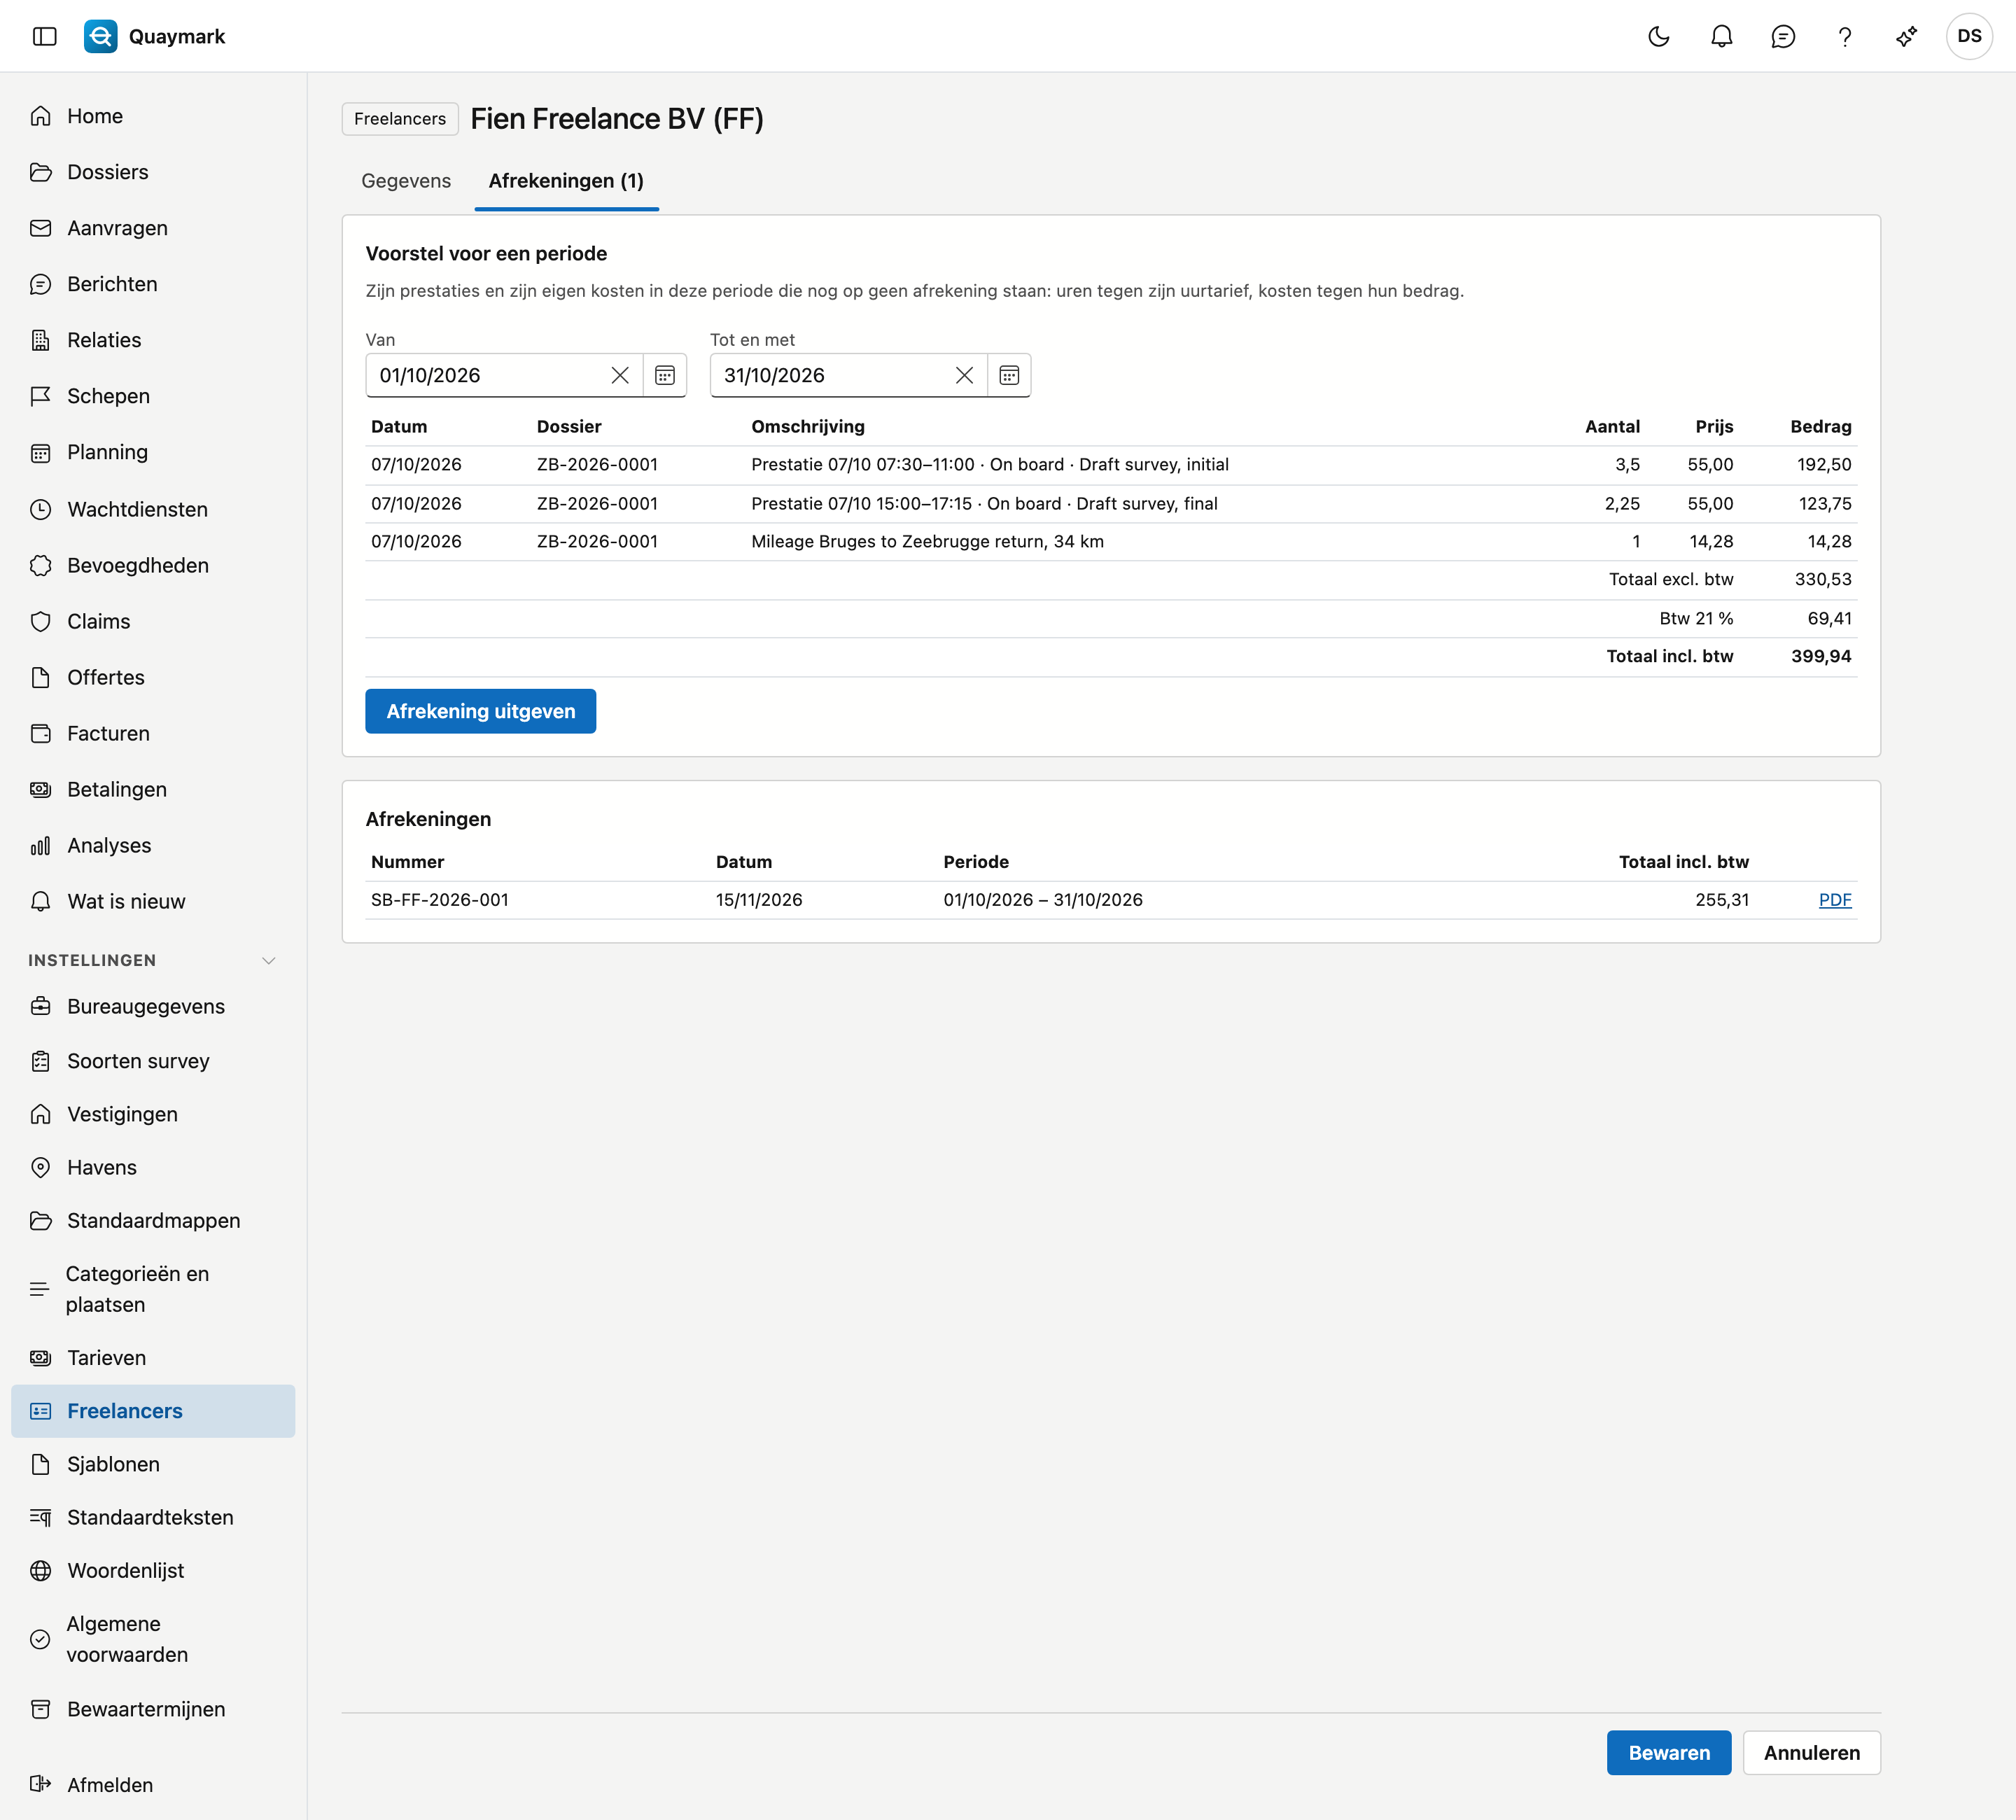 Quaymark
DS
Home
Dossiers
Aanvragen
Berichten
Relaties
Schepen
Planning
Wachtdiensten
Bevoegdheden
Claims
Offertes
Facturen
Betalingen
Analyses
Wat is nieuw
INSTELLINGEN
Bureaugegevens
Soorten survey
Vestigingen
Havens
Standaardmappen
Categorieën en
plaatsen
Tarieven
Freelancers
Sjablonen
Standaardteksten
Woordenlijst
Algemene
voorwaarden
Bewaartermijnen
Afmelden
Freelancers Fien Freelance BV (FF)
Gegevens Afrekeningen (1)
Voorstel voor een periode
Zijn prestaties en zijn eigen kosten in deze periode die nog op geen afrekening staan: uren tegen zijn uurtarief, kosten tegen hun bedrag.
Van Tot en met
01/10/2026 31/10/2026
Datum Dossier Omschrijving Aantal Prijs Bedrag
07/10/2026 ZB-2026-0001 Prestatie 07/10 07:30–11:00 · On board · Draft survey, initial 3,5 55,00 192,50
07/10/2026 ZB-2026-0001 Prestatie 07/10 15:00–17:15 · On board · Draft survey, final 2,25 55,00 123,75
07/10/2026 ZB-2026-0001 Mileage Bruges to Zeebrugge return, 34 km 1 14,28 14,28
Totaal excl. btw 330,53
Btw 21 % 69,41
Totaal incl. btw 399,94
Afrekening uitgeven
Afrekeningen
Nummer Datum Periode Totaal incl. btw
SB-FF-2026-001 15/11/2026 01/10/2026 – 31/10/2026 255,31 PDF
Bewaren Annuleren